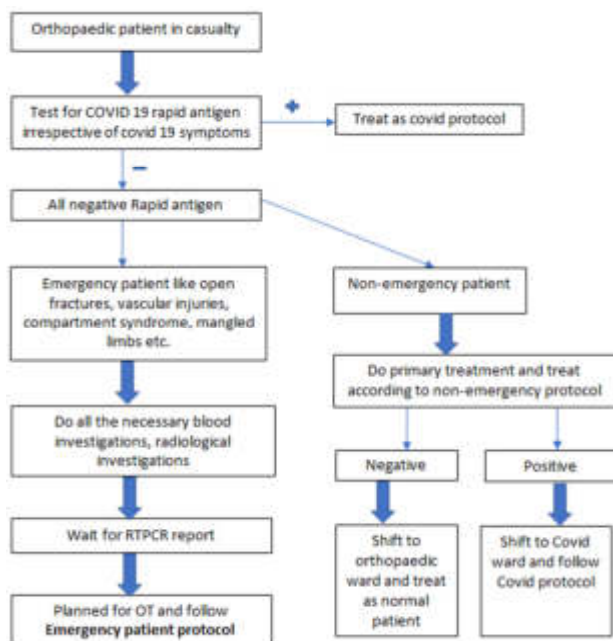 Orthopaedic patient in casualty
Test for COVID 19 rapid antigen
irrespective of covid 19 symptoms
+
Treat as covid protocol
−
All negative Rapid antigen
Emergency patient like open
fractures, vascular injuries,
compartment syndrome, mangled
limbs etc.
Non-emergency patient
Do primary treatment and treat
according to non-emergency protocol
Do all the necessary blood
investigations, radiological
investigations
Negative
Positive
Wait for RTPCR report
Shift to
orthopaedic
ward and treat
as normal
patient
Shift to Covid
ward and follow
Covid protocol
Planned for OT and follow
Emergency patient protocol